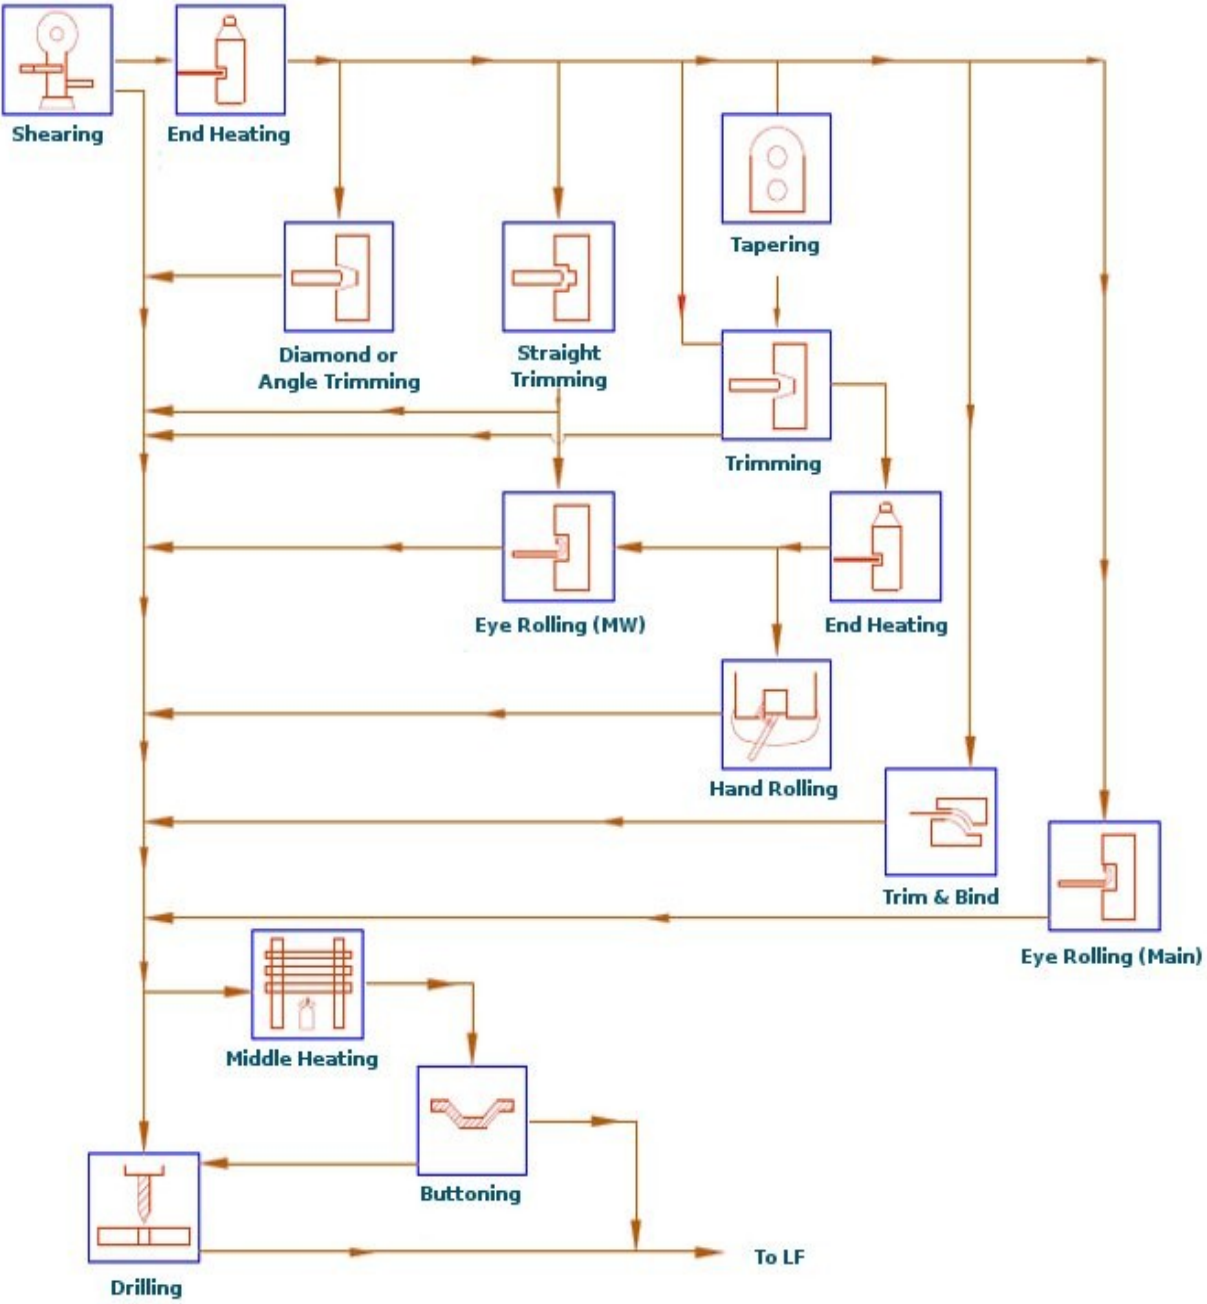 Shearing
End Heating
Tapering
Diamond or
Angle Trimming
Straight
Trimming
Trimming
Eye Rolling (MW)
End Heating
Hand Rolling
Trim & Bind
Eye Rolling (Main)
Middle Heating
Buttoning
To LF
Drilling